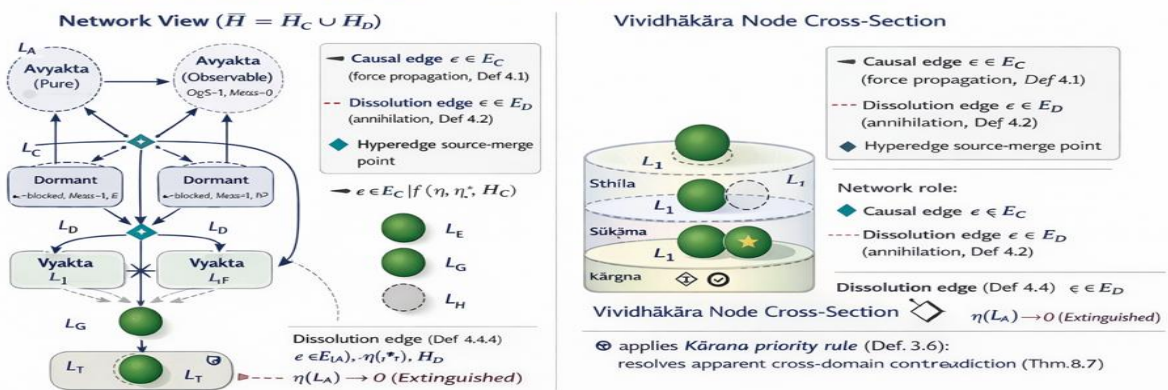 Network View (H̅ = H̅_C ∪ H̅_D)
L_A
Avyakta
(Pure)
Avyakta
(Observable)
L_C
Dormant
Dormant
L_D
L_D
Vyakta
L_1
Vyakta
L_G
L_T
L_T
Causal edge ϵ ∈ E_C
(force propagation, Def 4.1)
Dissolution edge ϵ ∈ E_D
(annihilation, Def 4.2)
Hyperedge source-merge
point
L_E
L_G
L_H
Dissolution edge (Def 4.4.4)
η(L_A) → 0 (Extinguished)
Vividhākāra Node Cross-Section
Causal edge ϵ ∈ E_C
(force propagation, Def 4.1)
Dissolution edge ϵ ∈ E_D
(annihilation, Def 4.2)
Hyperedge source-merge point
L_1
Sthīla
L_1
L_1
Sūkāma
L_1
kārgna
Network role:
Causal edge ϵ ∈ E_C
Dissolution edge ϵ ∈ E_D
(annihilation, Def 4.2)
Dissolution edge (Def 4.4) ϵ ∈ E_D
Vividhākāra Node Cross-Section
η(L_A) → 0 (Extinguished)
applies Kāraṇa priority rule (Def. 3.6):
resolves apparent cross-domain (Thm.8.7)